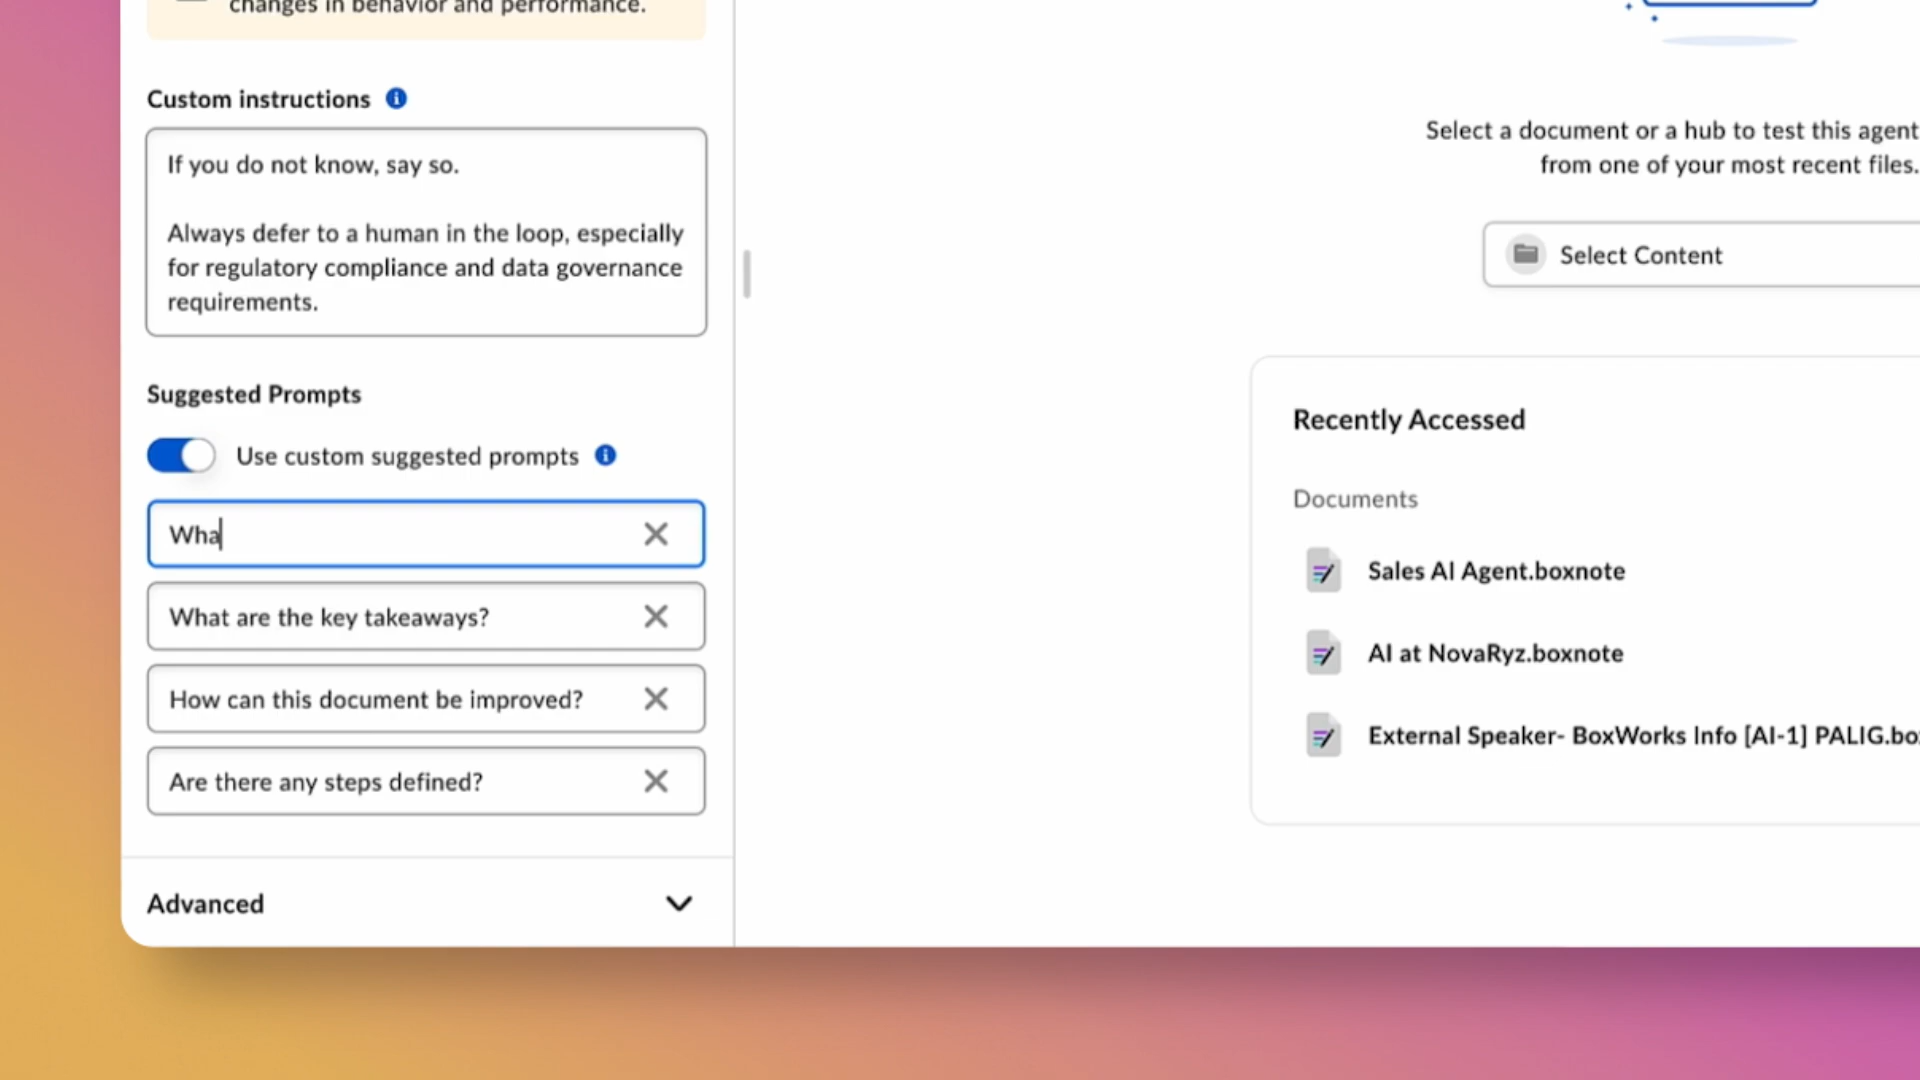 changes in behavior and performance.
Custom instructions
If you do not know, say so.
Always defer to a human in the loop, especially
for regulatory compliance and data governance
requirements.
Suggested Prompts
Use custom suggested prompts
Wha
What are the key takeaways?
How can this document be improved?
Are there any steps defined?
Advanced
Select a document or a hub to test this agent
from one of your most recent files.
Select Content
Recently Accessed
Documents
Sales AI Agent.boxnote
AI at NovaRyz.boxnote
External Speaker- BoxWorks Info [AI-1] PALIG.bo